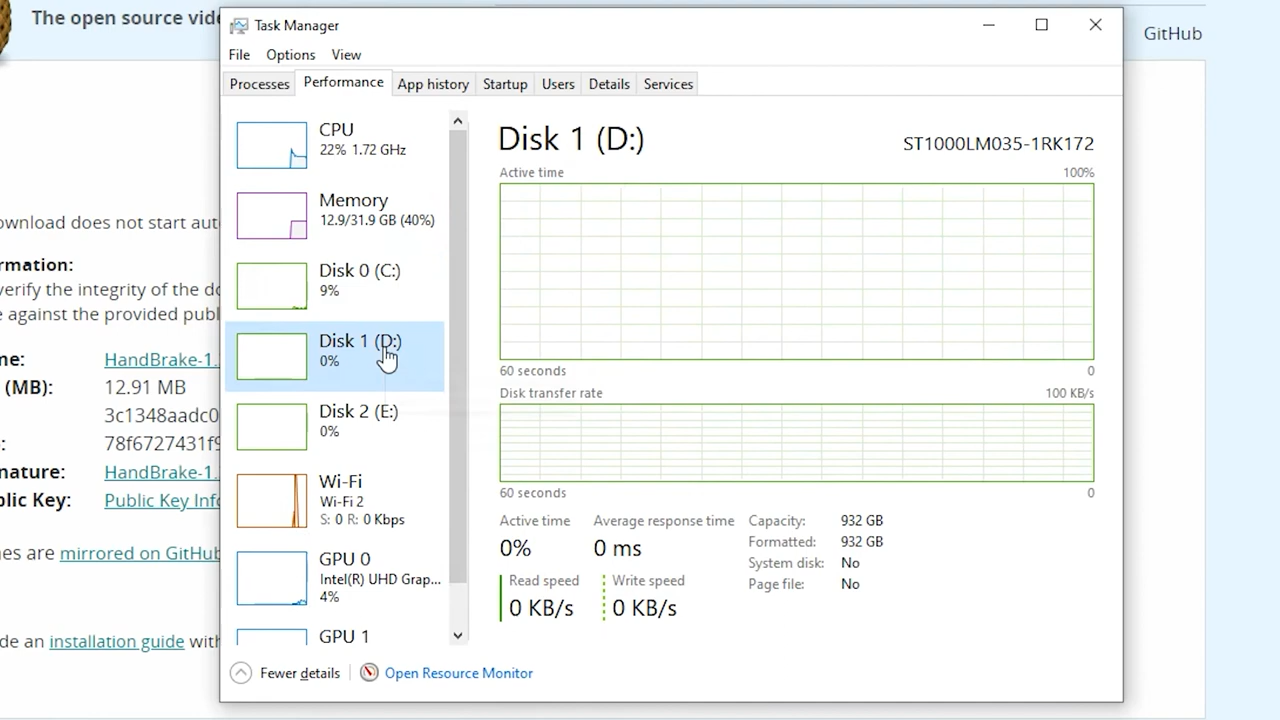 The open source vide
GitHub
Task Manager
File Options View
Processes Performance App history Startup Users Details Services
CPU
22% 1.72 GHz
Memory
12.9/31.9 GB (40%)
Disk 0 (C:)
9%
Disk 1 (D:)
0%
Disk 2 (E:)
0%
Wi-Fi
Wi-Fi 2
S: 0 R: 0 Kbps
GPU 0
Intel(R) UHD Grap...
4%
GPU 1
Disk 1 (D:)
ST1000LM035-1RK172
Active time 100%
60 seconds 0
Disk transfer rate 100 KB/s
60 seconds 0
Active time
0%
Average response time
0 ms
Read speed
0 KB/s
Write speed
0 KB/s
Capacity: 932 GB
Formatted: 932 GB
System disk: No
Page file: No
Fewer details
Open Resource Monitor
ownload does not start aut
rmation:
verify the integrity of the do
e against the provided publ
me: HandBrake-1.
(MB): 12.91 MB
3c1348aadc0
: 78f6727431f9
nature: HandBrake-1.
blic Key: Public Key Info
nes are mirrored on GitHub
de an installation guide with